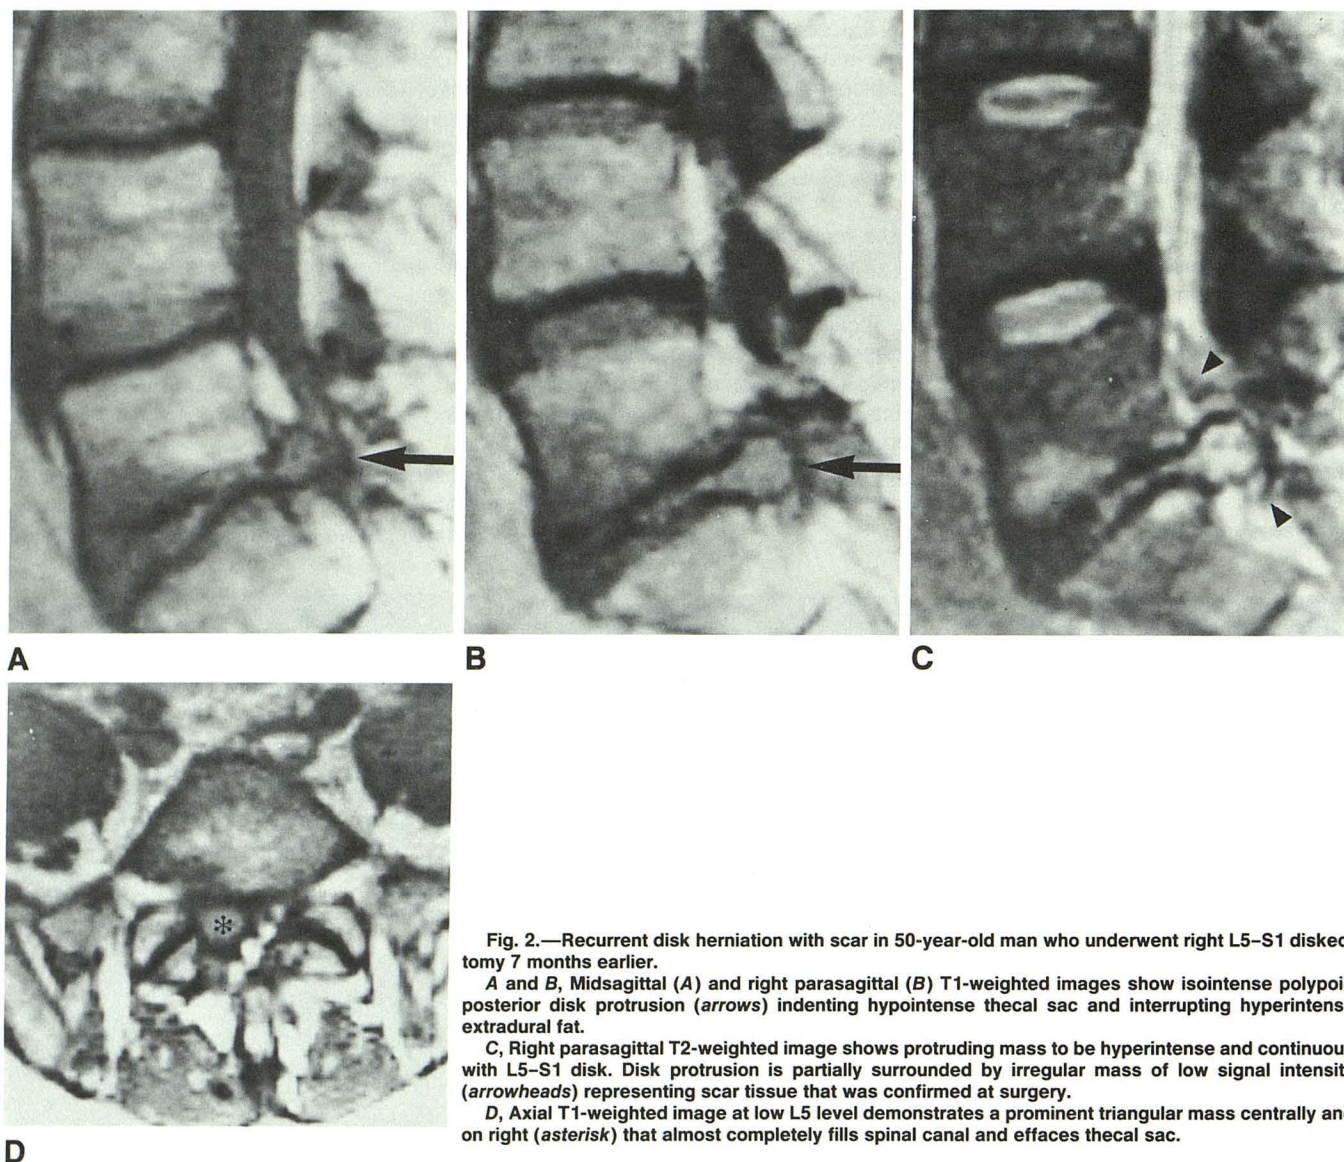 A
B
C
D
Fig. 2.—Recurrent disk herniation with scar in 50-year-old man who underwent right L5–S1 diskec
tomy 7 months earlier.
A and B, Midsagittal (A) and right parasagittal (B) T1-weighted images show isointense polypoi
posterior disk protrusion (arrows) indenting hypointense thecal sac and interrupting hyperintens
extradural fat.
C, Right parasagittal T2-weighted image shows protruding mass to be hyperintense and continuou
with L5–S1 disk. Disk protrusion is partially surrounded by irregular mass of low signal intensit
(arrowheads) representing scar tissue that was confirmed at surgery.
D, Axial T1-weighted image at low L5 level demonstrates a prominent triangular mass centrally an
on right (asterisk) that almost completely fills spinal canal and effaces thecal sac.